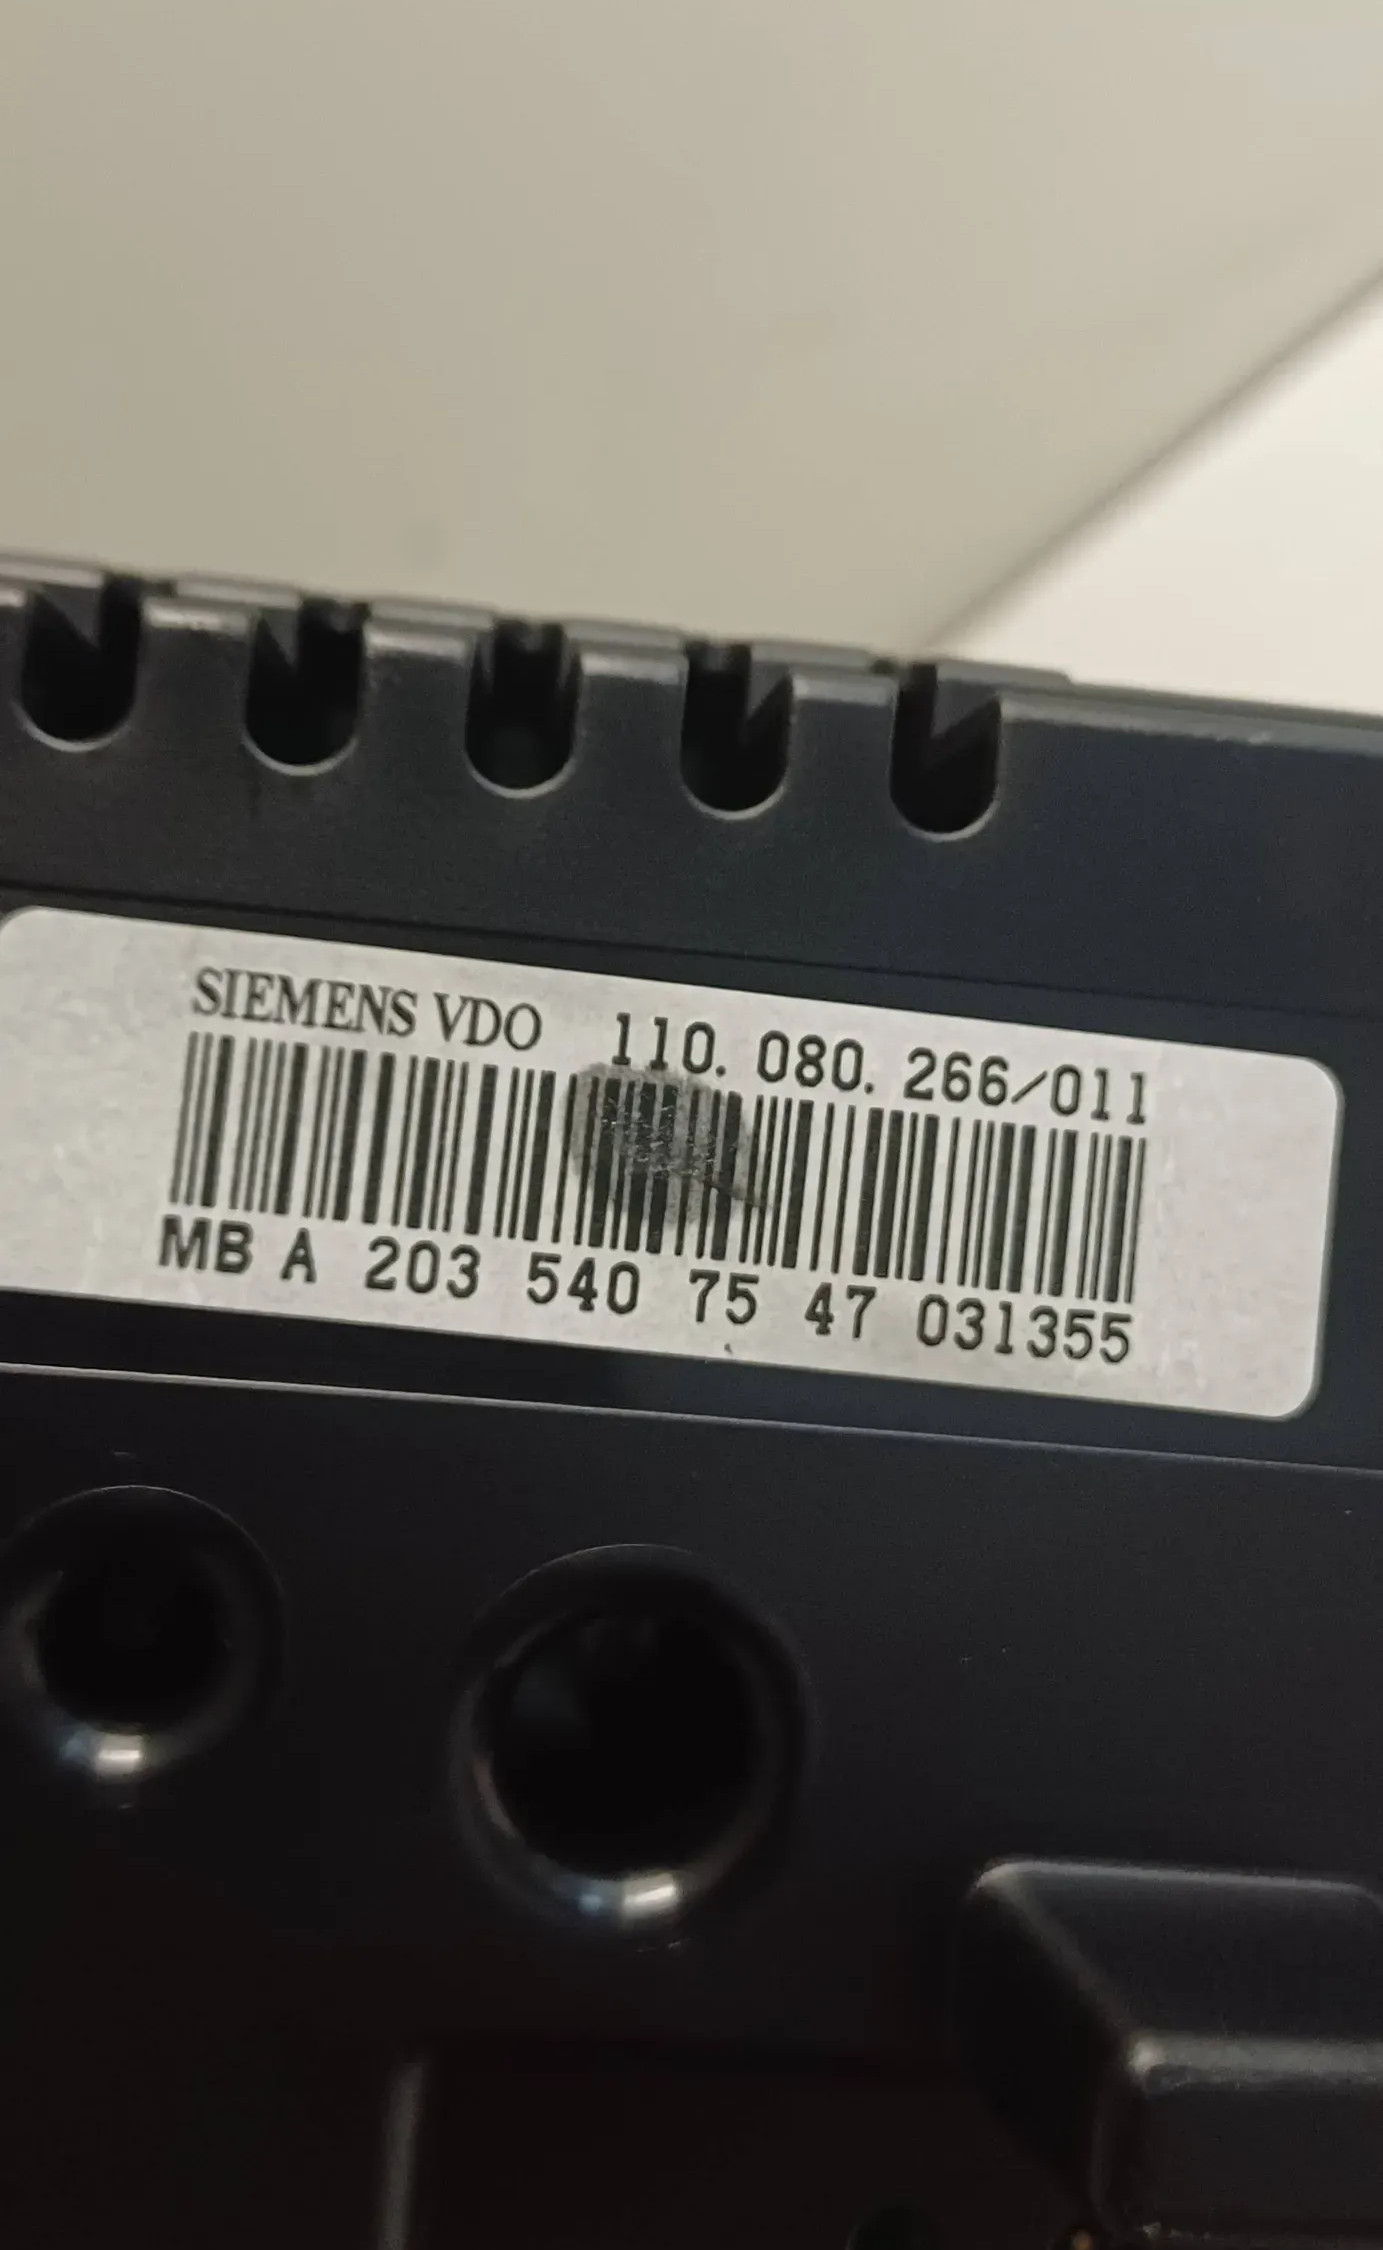 SIEMENS VDO 110.080.266/011
MB A 203 540 75 47 031355